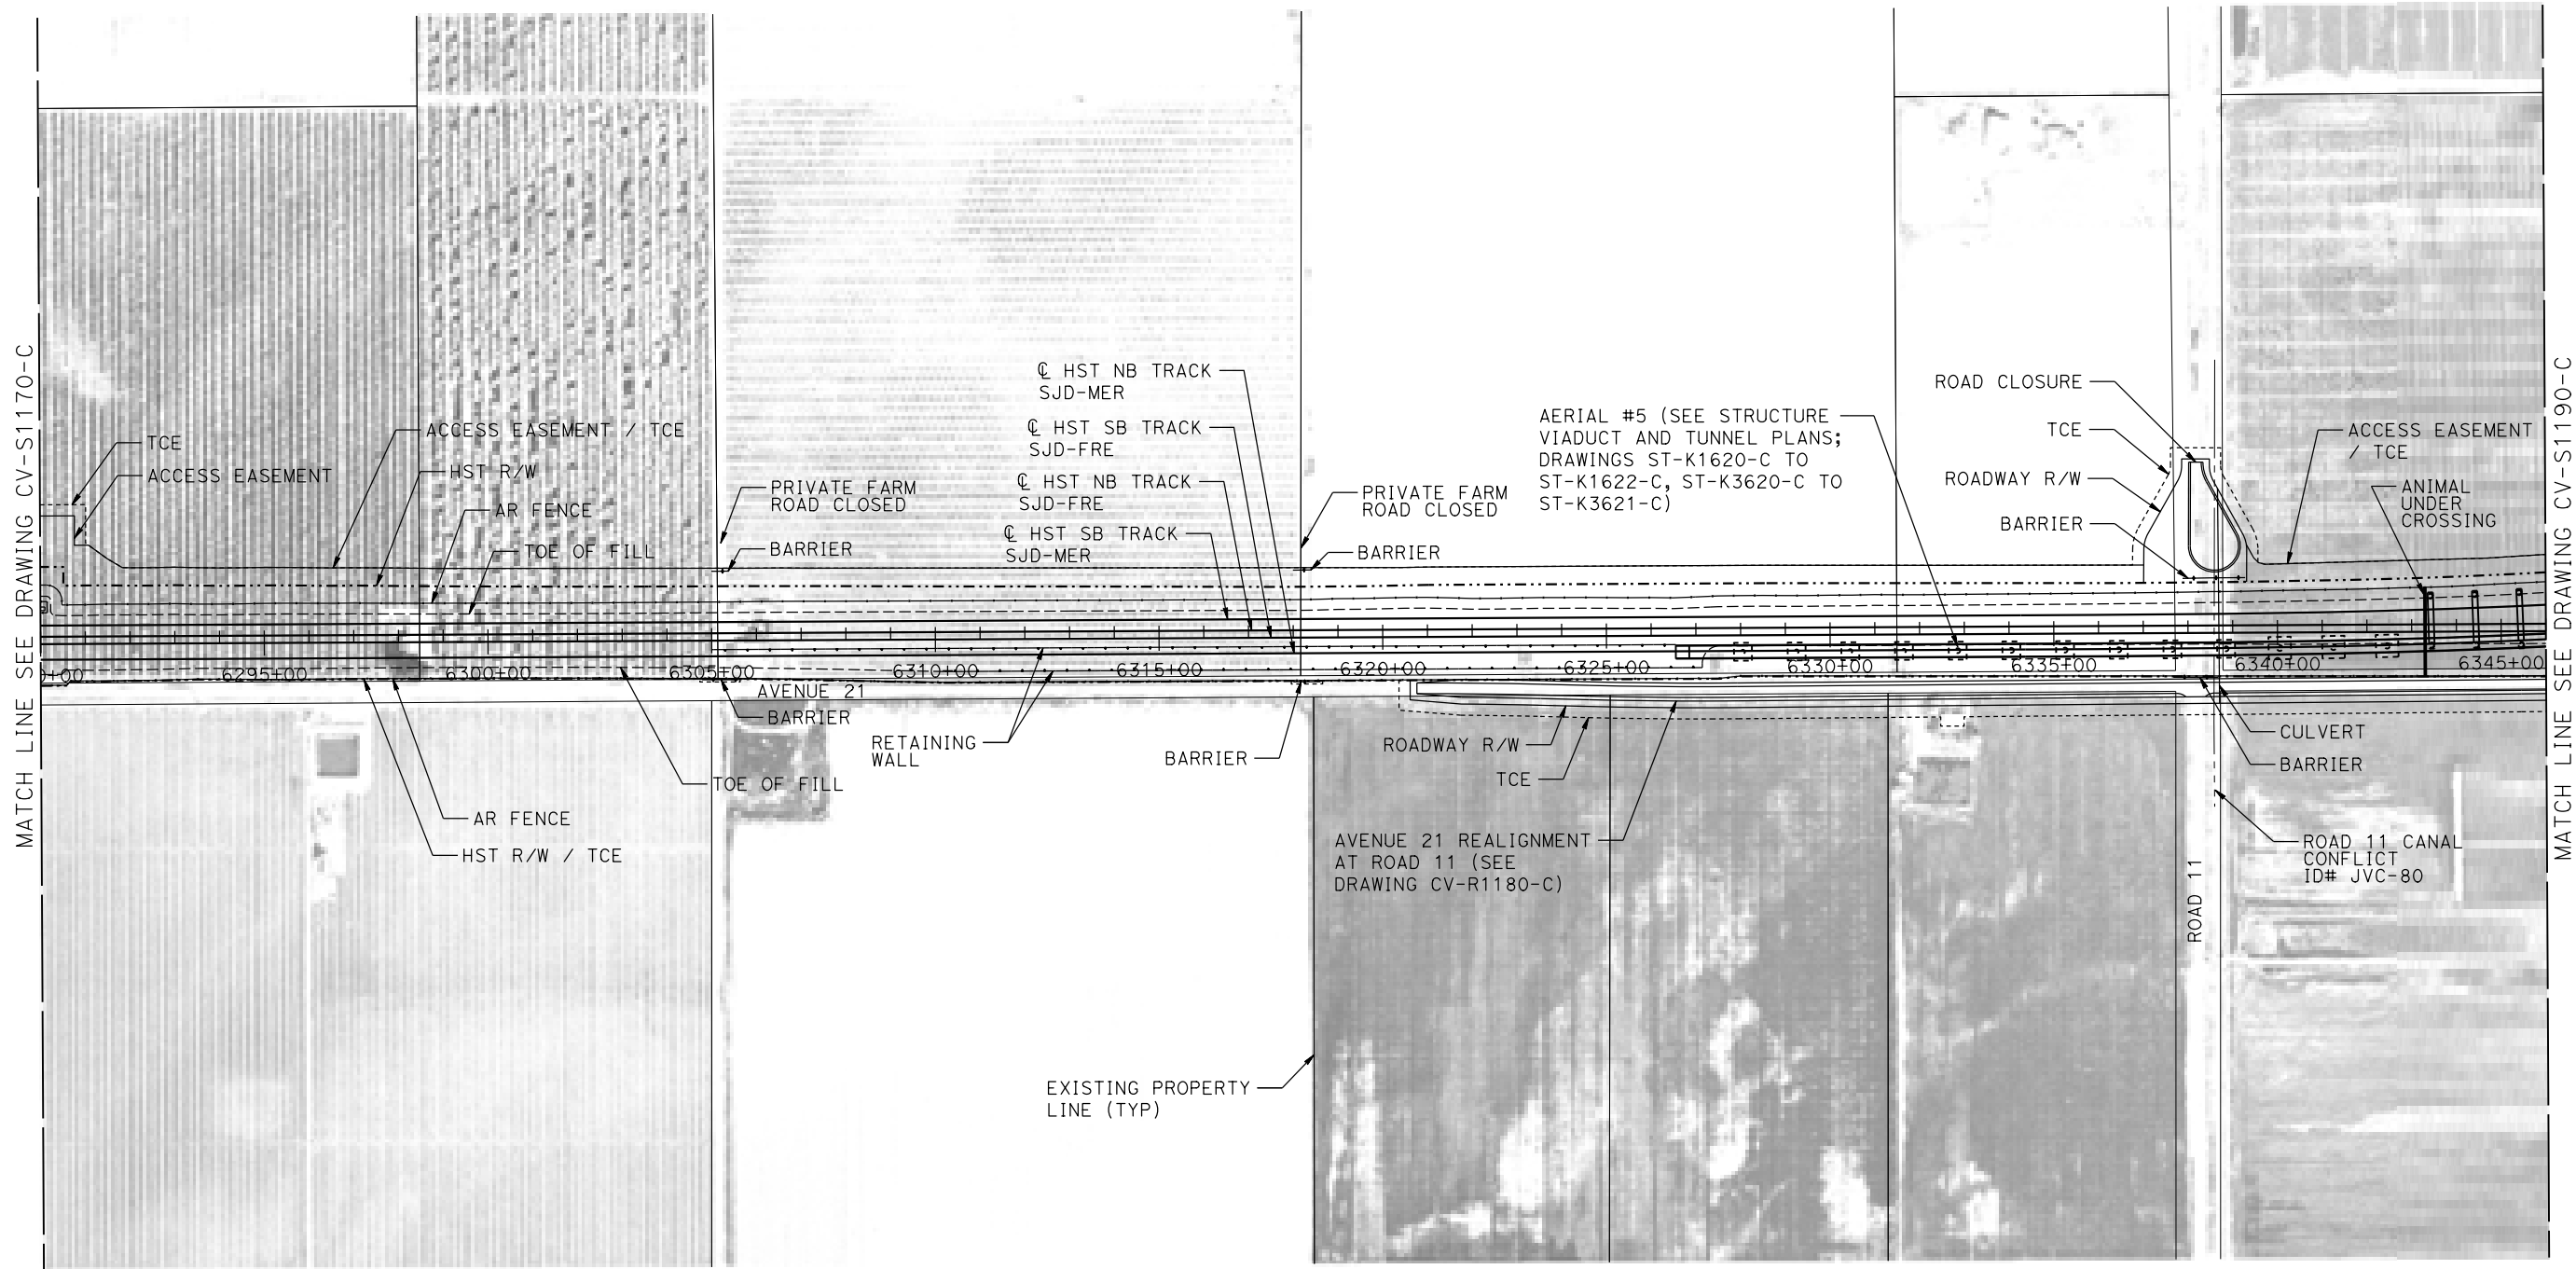 MATCH LINE SEE DRAWING CV-S1170-C
TCE
ACCESS EASEMENT
ACCESS EASEMENT / TCE
HST R/W
AR FENCE
TOE OF FILL
PRIVATE FARM
ROAD CLOSED
BARRIER
℄ HST NB TRACK
SJD-MER
℄ HST SB TRACK
SJD-FRE
℄ HST NB TRACK
SJD-FRE
℄ HST SB TRACK
SJD-MER
PRIVATE FARM
ROAD CLOSED
BARRIER
AERIAL #5 (SEE STRUCTURE
VIADUCT AND TUNNEL PLANS;
DRAWINGS ST-K1620-C TO
ST-K1622-C, ST-K3620-C TO
ST-K3621-C)
ROAD CLOSURE
TCE
ROADWAY R/W
BARRIER
ACCESS EASEMENT
/ TCE
ANIMAL
UNDER
CROSSING
0+00
6295+00
6300+00
6305+00
6310+00
6315+00
6320+00
6325+00
6330+00
6335+00
6340+00
6345+00
AVENUE 21
BARRIER
RETAINING
WALL
TOE OF FILL
AR FENCE
HST R/W / TCE
BARRIER
ROADWAY R/W
TCE
AVENUE 21 REALIGNMENT
AT ROAD 11 (SEE
DRAWING CV-R1180-C)
CULVERT
BARRIER
ROAD 11 CANAL
CONFLICT
ID# JVC-80
ROAD 11
EXISTING PROPERTY
LINE (TYP)
MATCH LINE SEE DRAWING CV-S1190-C